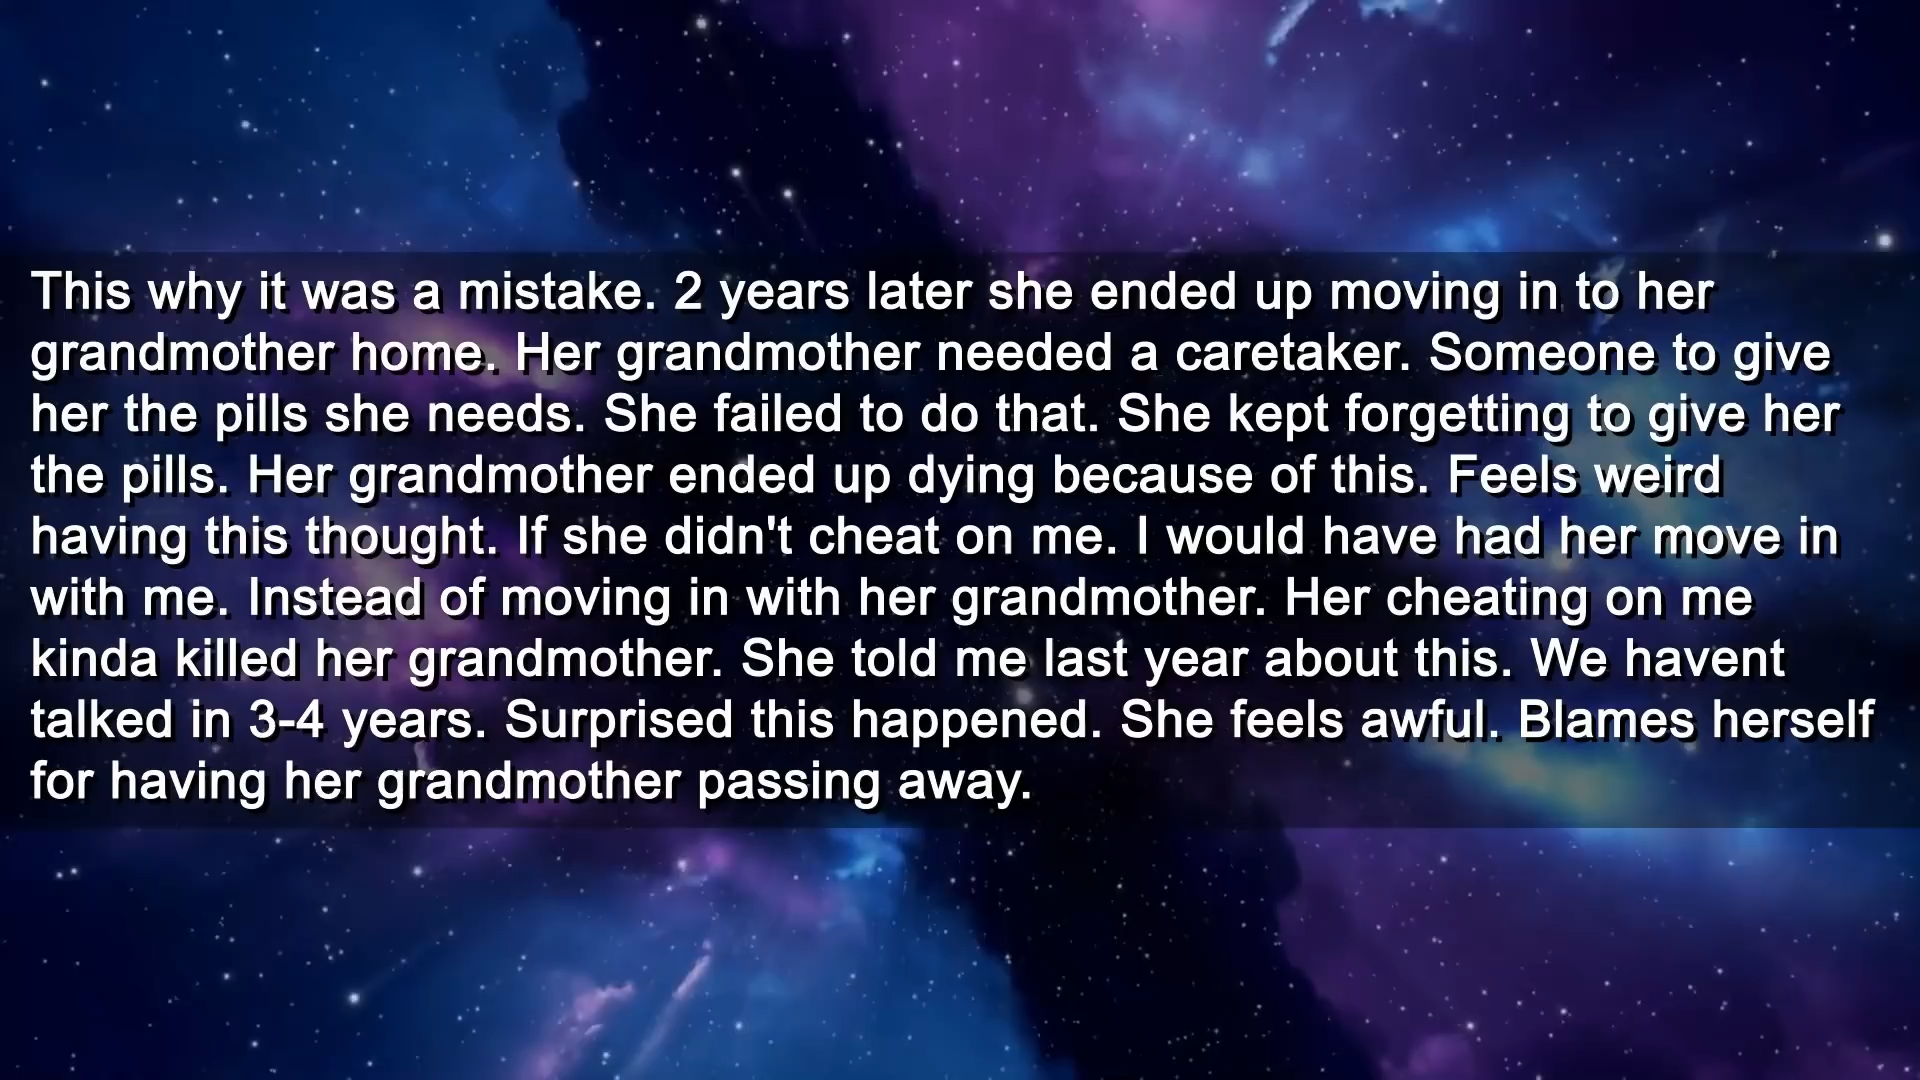 This why it was a mistake. 2 years later she ended up moving in to her
grandmother home. Her grandmother needed a caretaker. Someone to give
her the pills she needs. She failed to do that. She kept forgetting to give her
the pills. Her grandmother ended up dying because of this. Feels weird
having this thought. If she didn't cheat on me. I would have had her move in
with me. Instead of moving in with her grandmother. Her cheating on me
kinda killed her grandmother. She told me last year about this. We havent
talked in 3-4 years. Surprised this happened. She feels awful. Blames herself
for having her grandmother passing away.